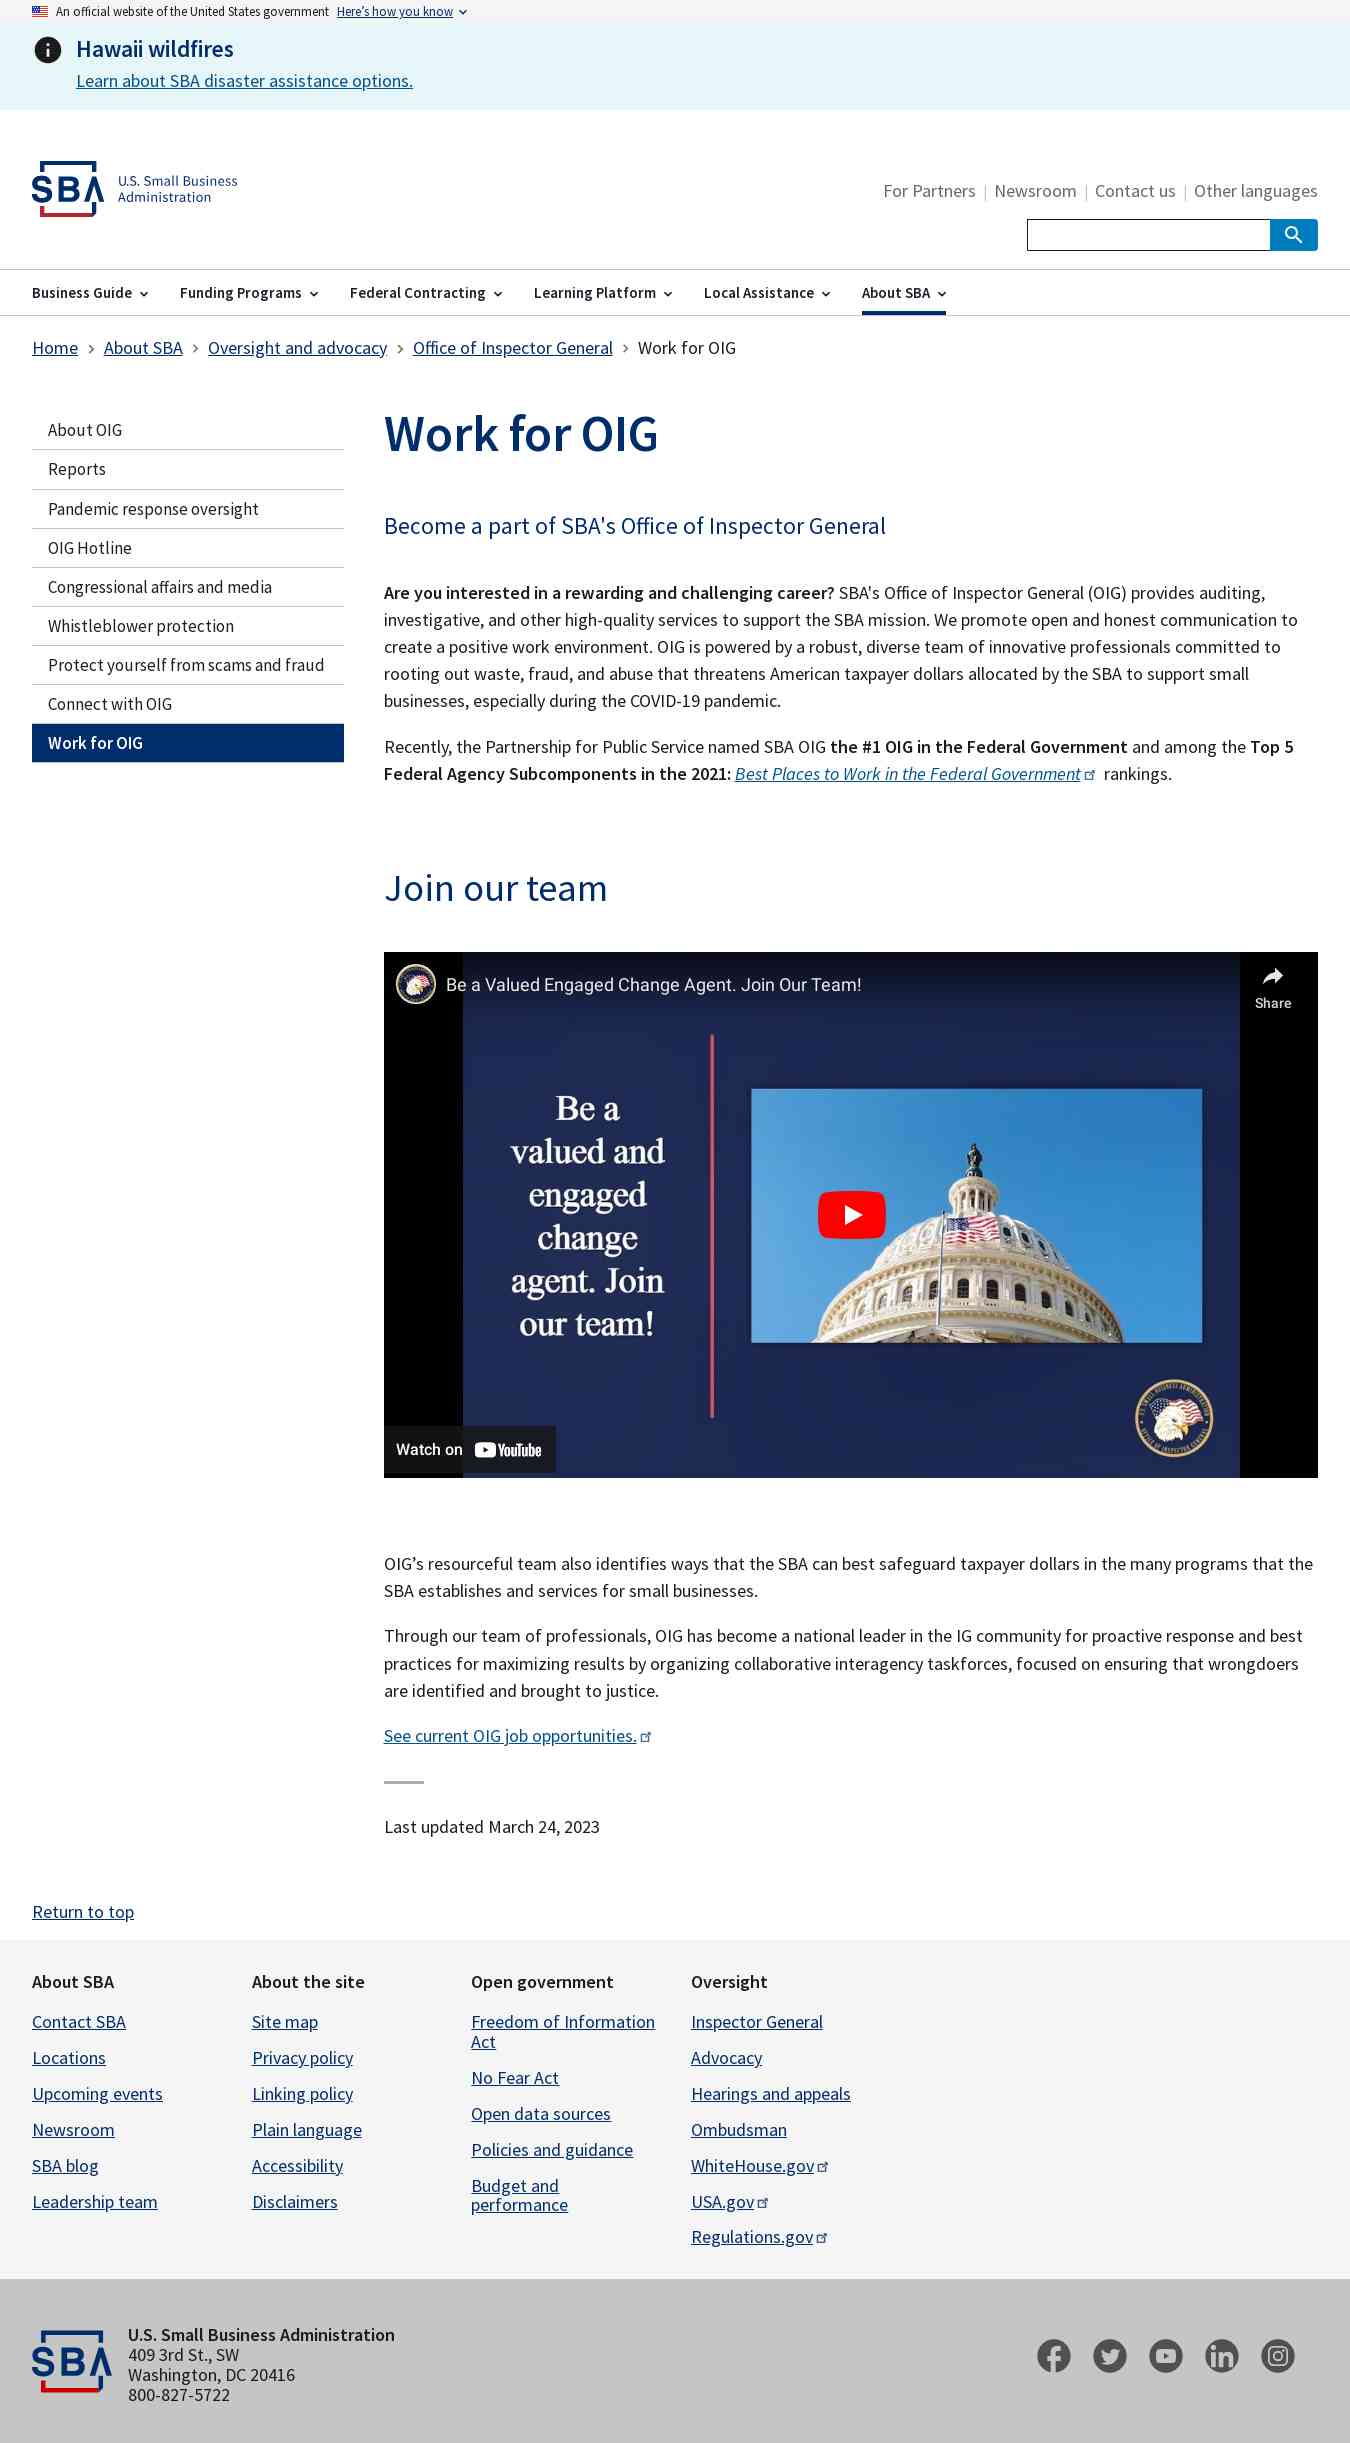 An official website of the United States government Here's how you know
Hawaii wildfires
Learn about SBA disaster assistance options.
SBA U.S. Small Business
Administration
For Partners | Newsroom | Contact us | Other languages
Business Guide Funding Programs Federal Contracting Learning Platform Local Assistance About SBA
Home > About SBA > Oversight and advocacy > Office of Inspector General > Work for OIG
About OIG
Reports
Pandemic response oversight
OIG Hotline
Congressional affairs and media
Whistleblower protection
Protect yourself from scams and fraud
Connect with OIG
Work for OIG
Work for OIG
Become a part of SBA's Office of Inspector General
Are you interested in a rewarding and challenging career? SBA's Office of Inspector General (OIG) provides auditing,
investigative, and other high-quality services to support the SBA mission. We promote open and honest communication to
create a positive work environment. OIG is powered by a robust, diverse team of innovative professionals committed to
rooting out waste, fraud, and abuse that threatens American taxpayer dollars allocated by the SBA to support small
businesses, especially during the COVID-19 pandemic.
Recently, the Partnership for Public Service named SBA OIG the #1 OIG in the Federal Government and among the Top 5
Federal Agency Subcomponents in the 2021: Best Places to Work in the Federal Government rankings.
Join our team
Be a Valued Engaged Change Agent. Join Our Team!
Share
Be a
valued and
engaged
change
agent. Join
our team!
Watch on YouTube
OIG’s resourceful team also identifies ways that the SBA can best safeguard taxpayer dollars in the many programs that the
SBA establishes and services for small businesses.
Through our team of professionals, OIG has become a national leader in the IG community for proactive response and best
practices for maximizing results by organizing collaborative interagency taskforces, focused on ensuring that wrongdoers
are identified and brought to justice.
See current OIG job opportunities.
Last updated March 24, 2023
Return to top
About SBA
Contact SBA
Locations
Upcoming events
Newsroom
SBA blog
Leadership team
About the site
Site map
Privacy policy
Linking policy
Plain language
Accessibility
Disclaimers
Open government
Freedom of Information
Act
No Fear Act
Open data sources
Policies and guidance
Budget and
performance
Oversight
Inspector General
Advocacy
Hearings and appeals
Ombudsman
WhiteHouse.gov
USA.gov
Regulations.gov
SBA
U.S. Small Business Administration
409 3rd St., SW
Washington, DC 20416
800-827-5722